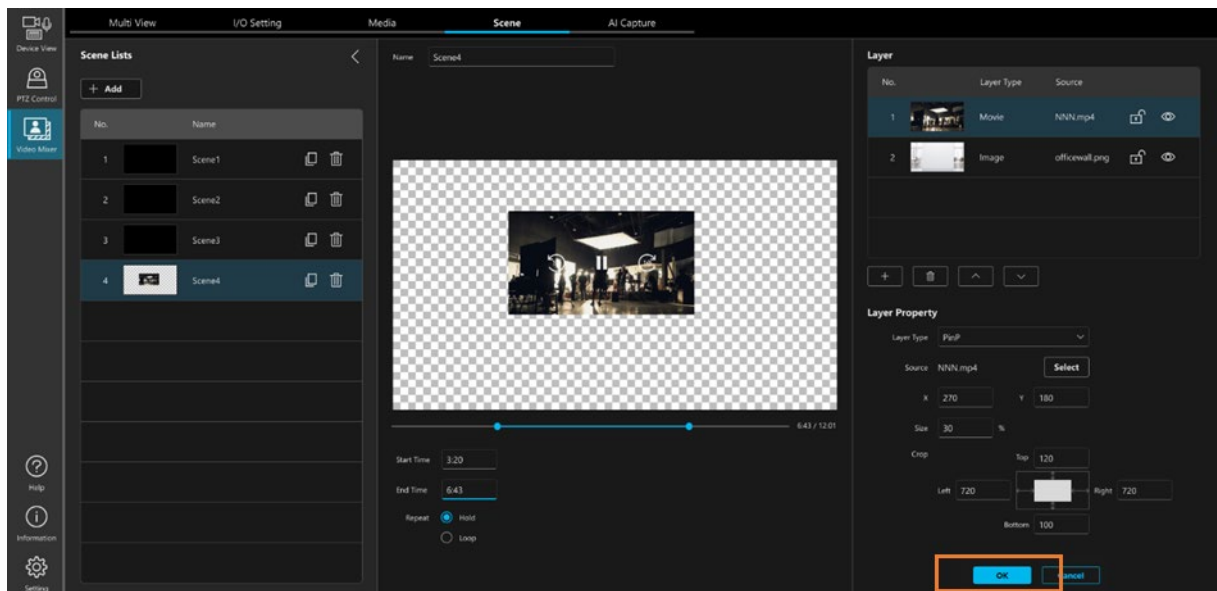 Multi View I/O Setting Media Scene AI Capture
Device View
PTZ Control
Video Mixer
Help
Information
Setting
Scene Lists
+ Add
No. Name
1 Scene1
2 Scene2
3 Scene3
4 Scene4
Name Scene4
6:43 / 12:01
Start Time 3:20
End Time 6:43
Repeat Hold
Loop
Layer
No. Layer Type Source
1 Movie NNN.mp4
2 Image officewall.png
Layer Property
Layer Type PinP
Source NNN.mp4 Select
X 270 Y 180
Size 30 %
Crop Top 120
Left 720 Right 720
Bottom 100
OK Cancel